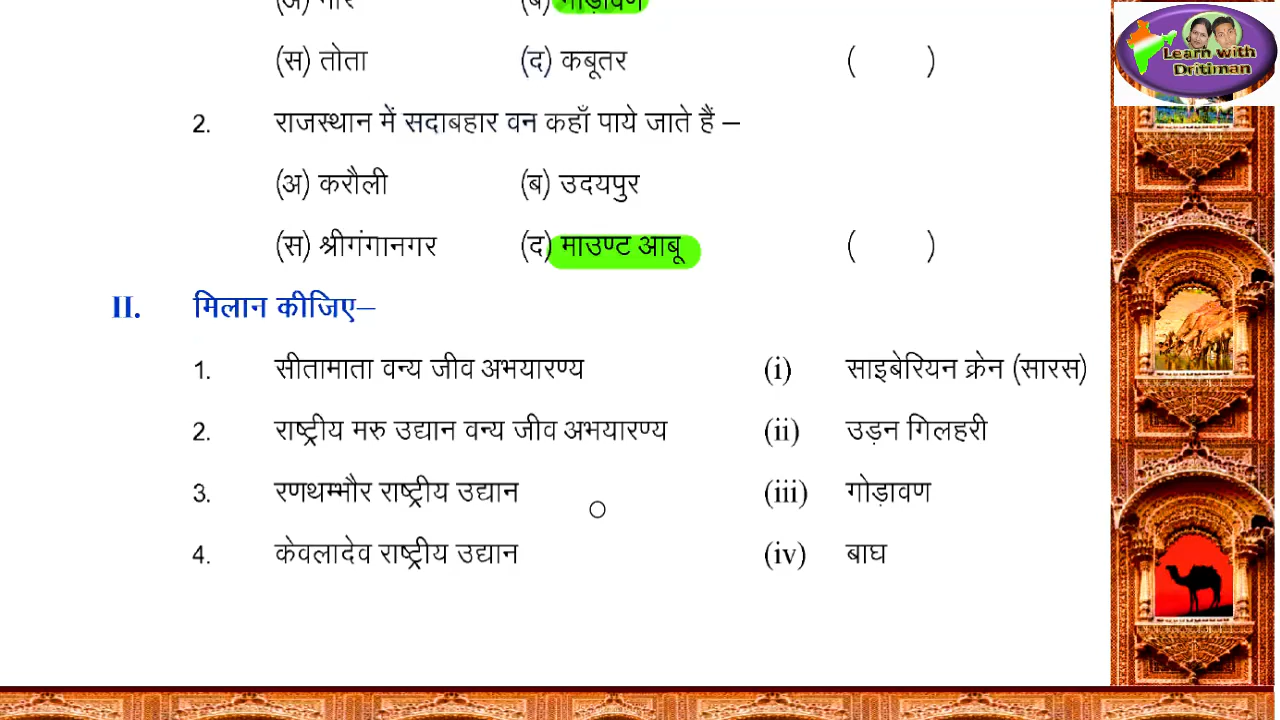 (अ) मोर (ब) गोड़ावण
(स) तोता (द) कबूतर ( )
2. राजस्थान में सदाबहार वन कहाँ पाये जाते हैं –
(अ) करौली (ब) उदयपुर
(स) श्रीगंगानगर (द) माउण्ट आबू ( )
II. मिलान कीजिए–
1. सीतामाता वन्य जीव अभयारण्य (i) साइबेरियन क्रेन (सारस)
2. राष्ट्रीय मरु उद्यान वन्य जीव अभयारण्य (ii) उड़न गिलहरी
3. रणथम्भौर राष्ट्रीय उद्यान (iii) गोड़ावण
4. केवलादेव राष्ट्रीय उद्यान (iv) बाघ
Learn with
Dritiman